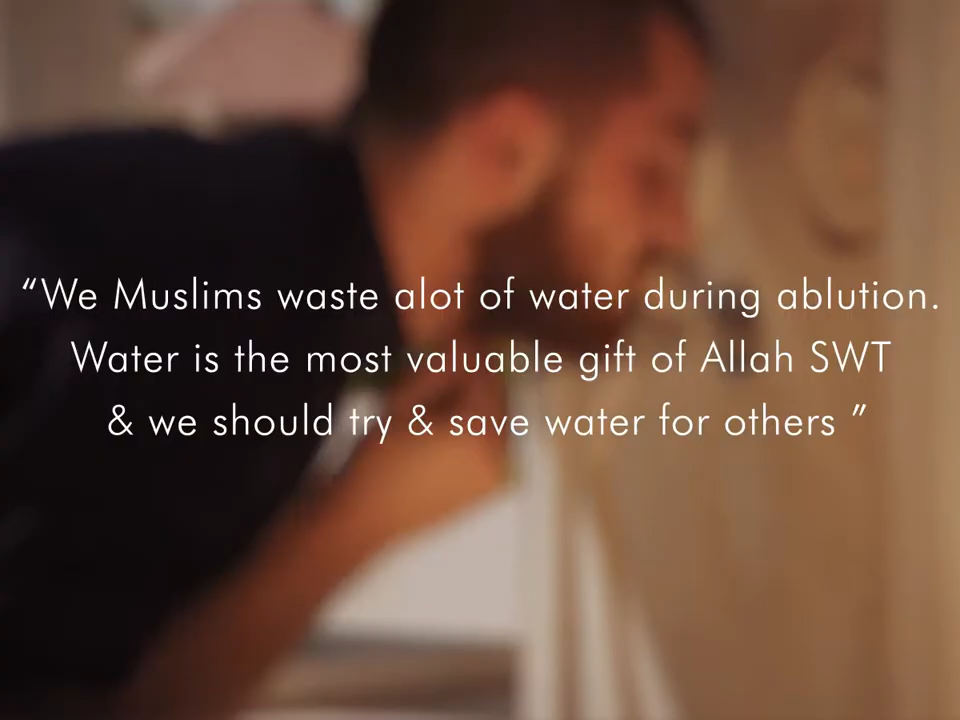 “We Muslims waste alot of water during ablution.
Water is the most valuable gift of Allah SWT
& we should try & save water for others ”